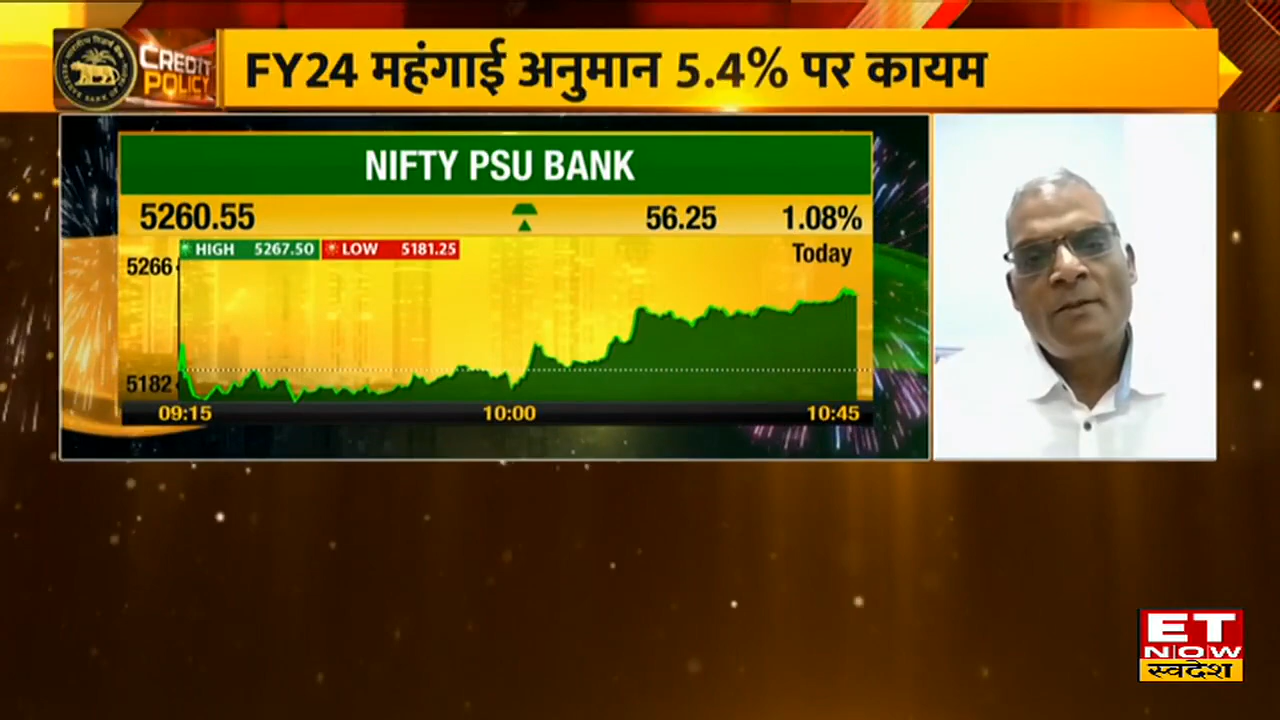 CREDIT
POLICY
FY24 महंगाई अनुमान 5.4% पर कायम
NIFTY PSU BANK
5260.55 56.25 1.08%
HIGH 5267.50 LOW 5181.25 Today
5266
5182
09:15 10:00 10:45
ET
NOW
स्वदेश